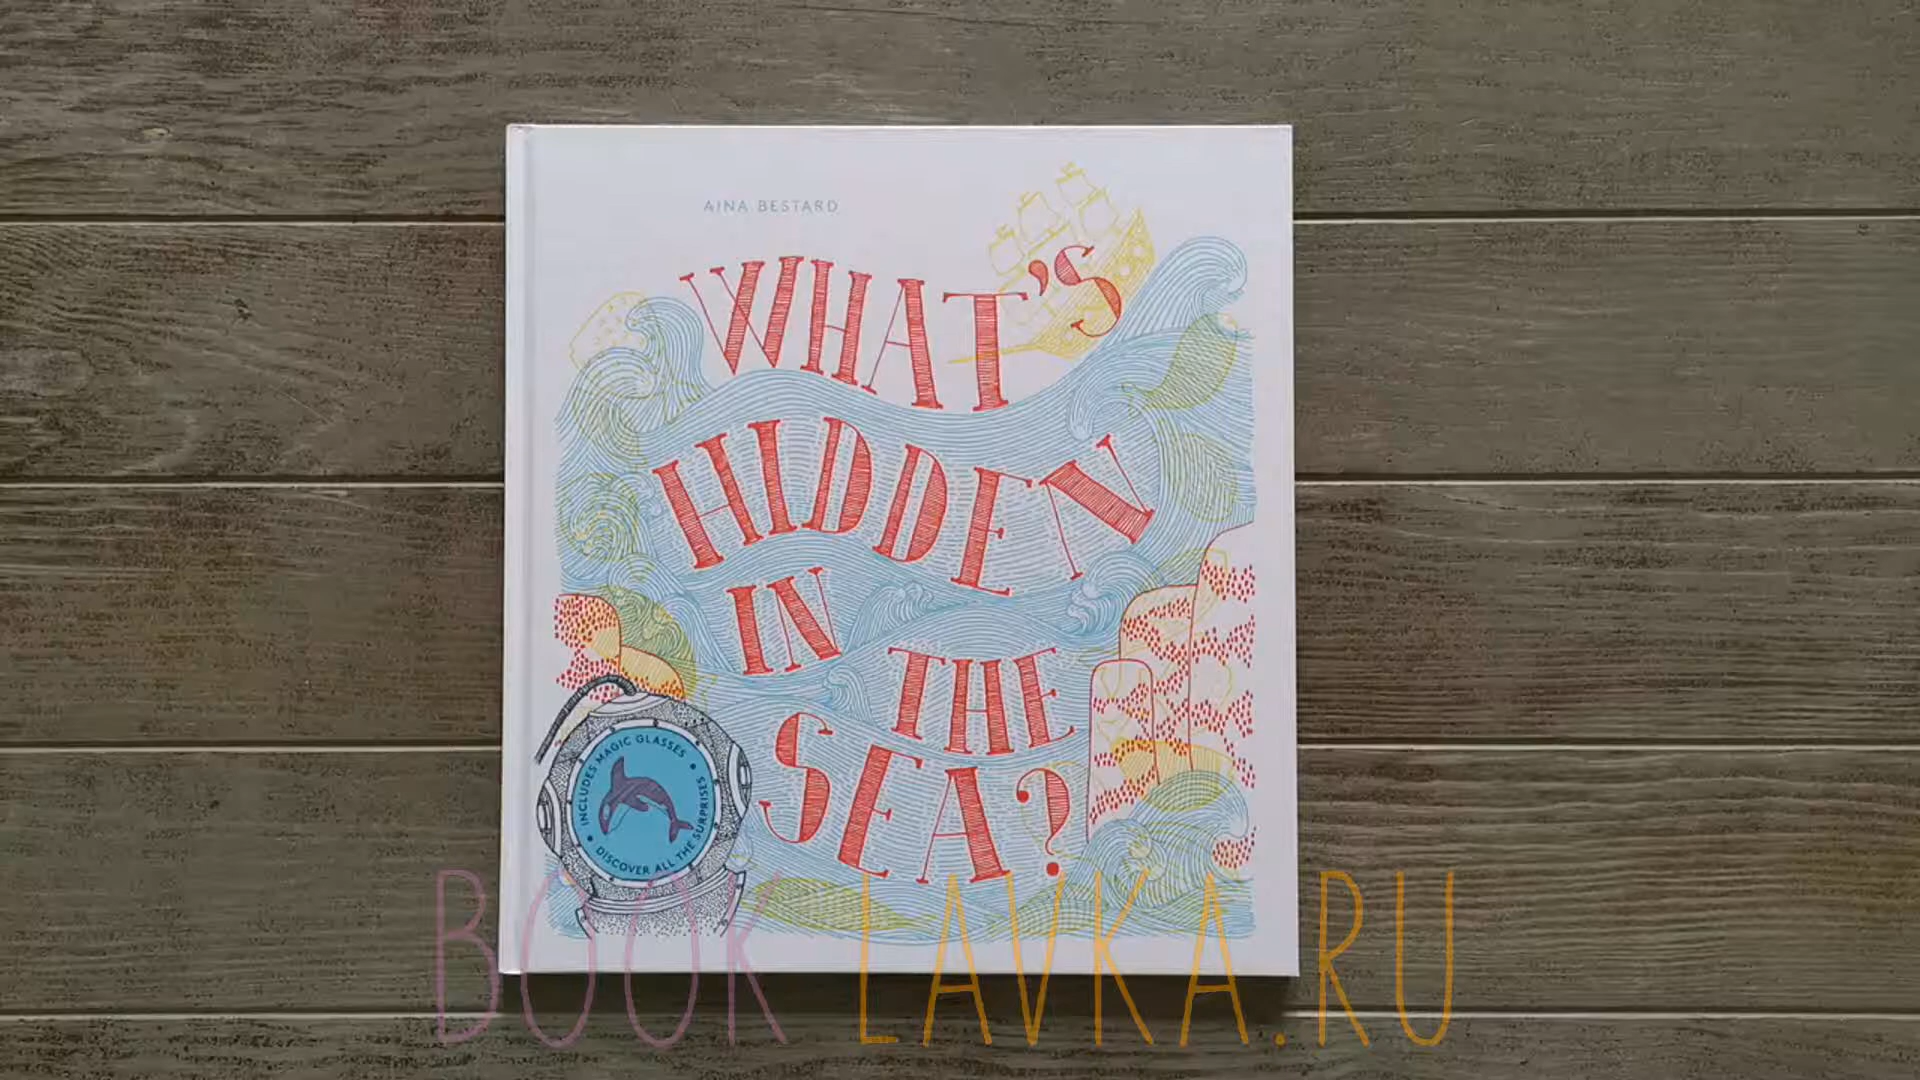 AINA BESTARD
WHAT'S
HIDDEN
IN
THE
SEA?
INCLUDES MAGIC GLASSES
DISCOVER ALL THE SURPRISES
BOOK LAVKA.RU